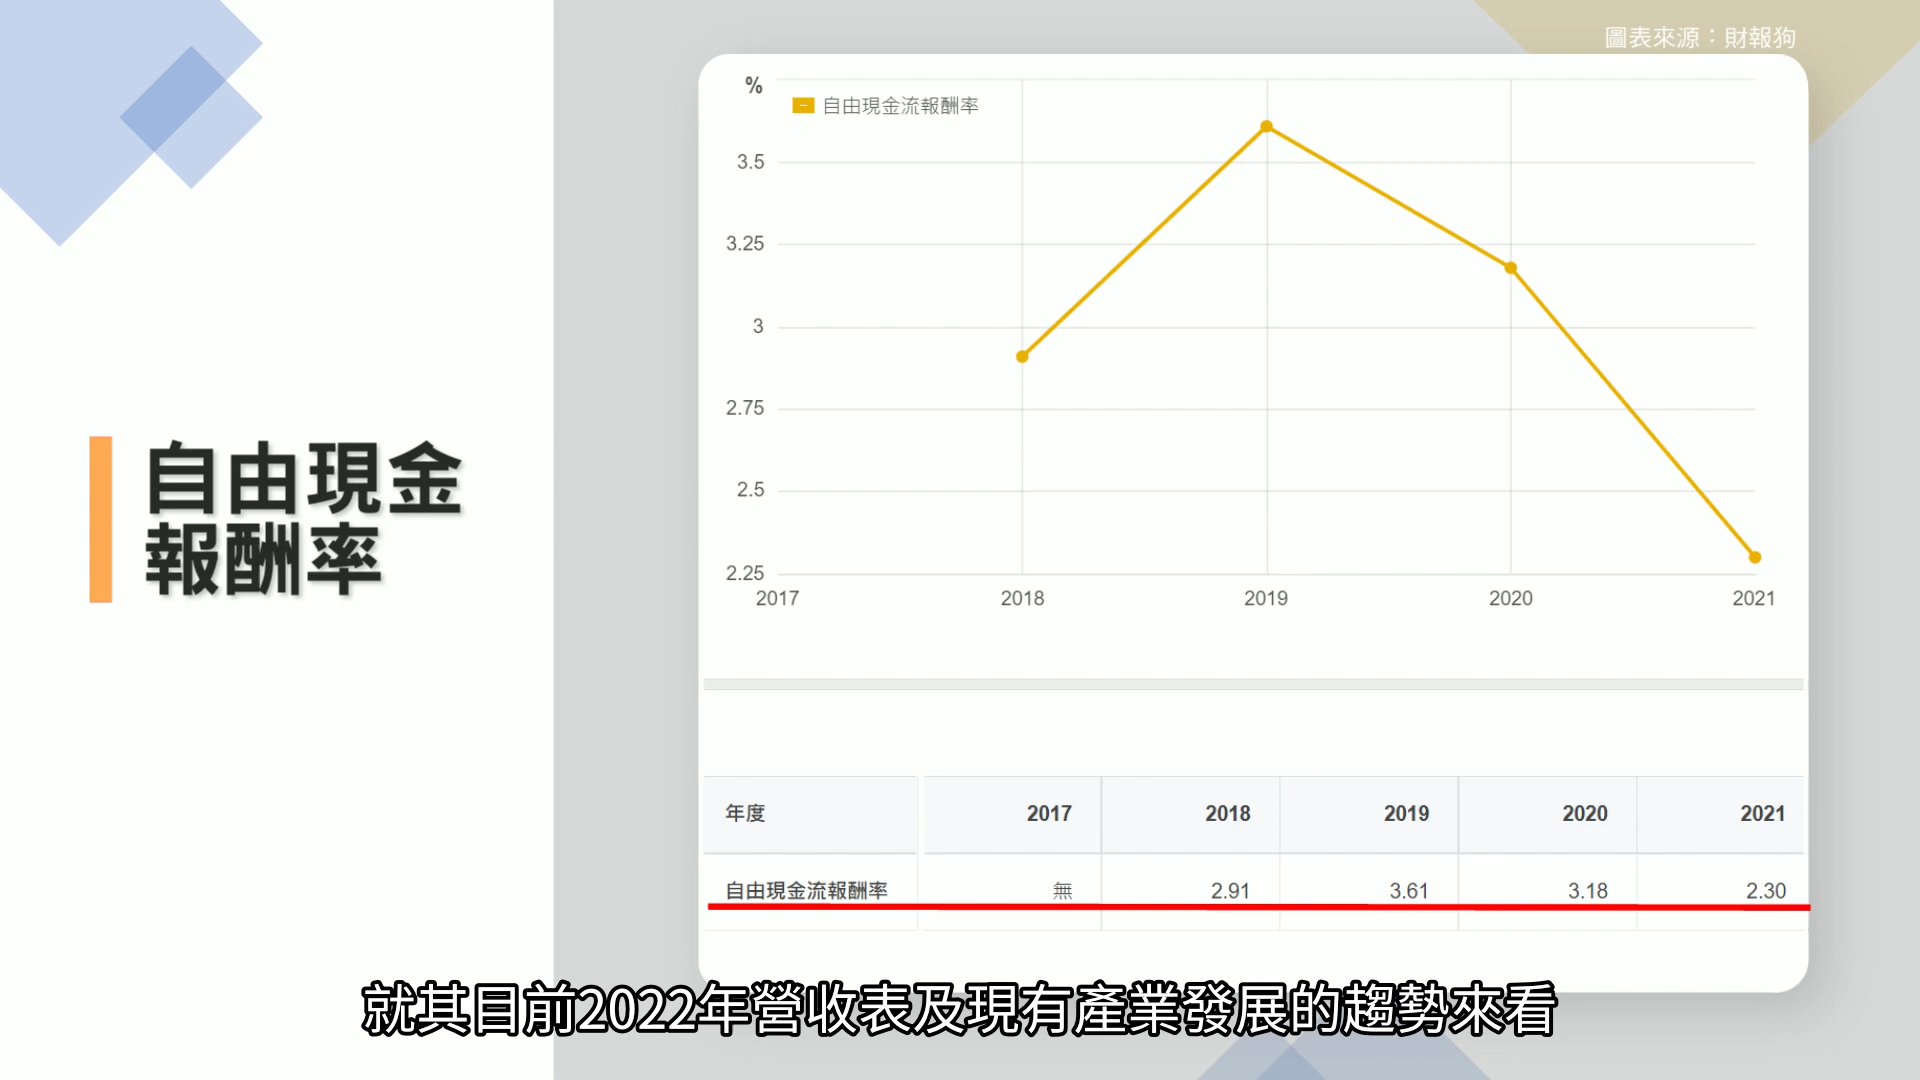 圖表來源：財報狗
自由現金
報酬率
%
自由現金流報酬率
3.5
3.25
3
2.75
2.5
2.25
2017 2018 2019 2020 2021
年度 2017 2018 2019 2020 2021
自由現金流報酬率 無 2.91 3.61 3.18 2.30
就其目前2022年營收表及現有產業發展的趨勢來看